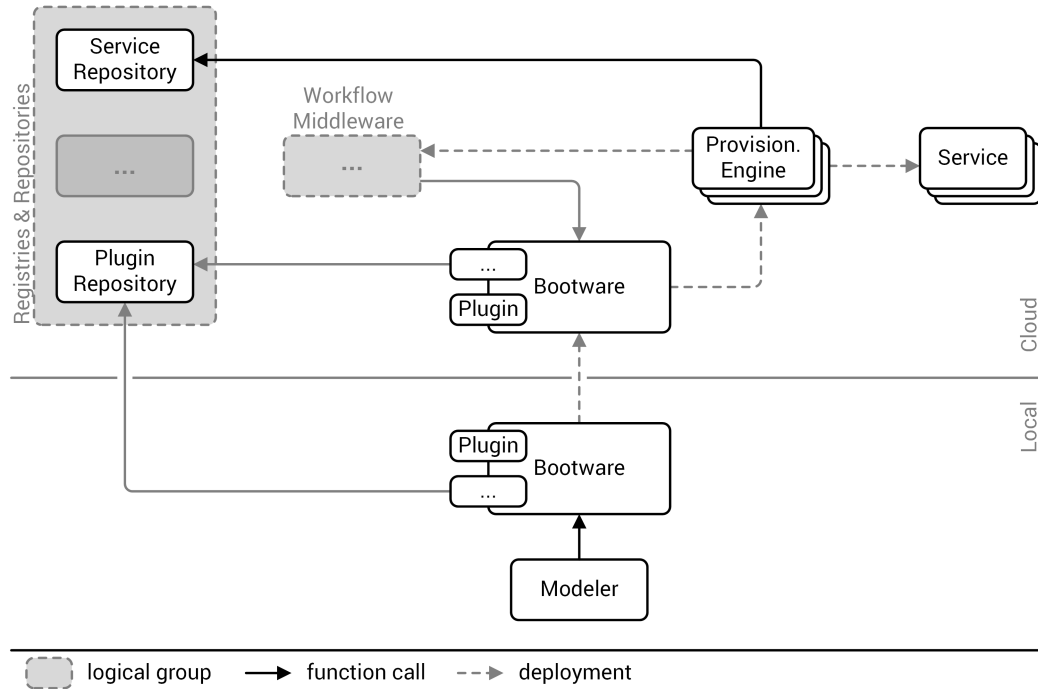 Service
Repository
Registries & Repositories
...
Plugin
Repository
Workflow
Middleware
...
Provision.
Engine
Service
...
Bootware
Plugin
Cloud
Local
Plugin
Bootware
...
Modeler
logical group
function call
deployment